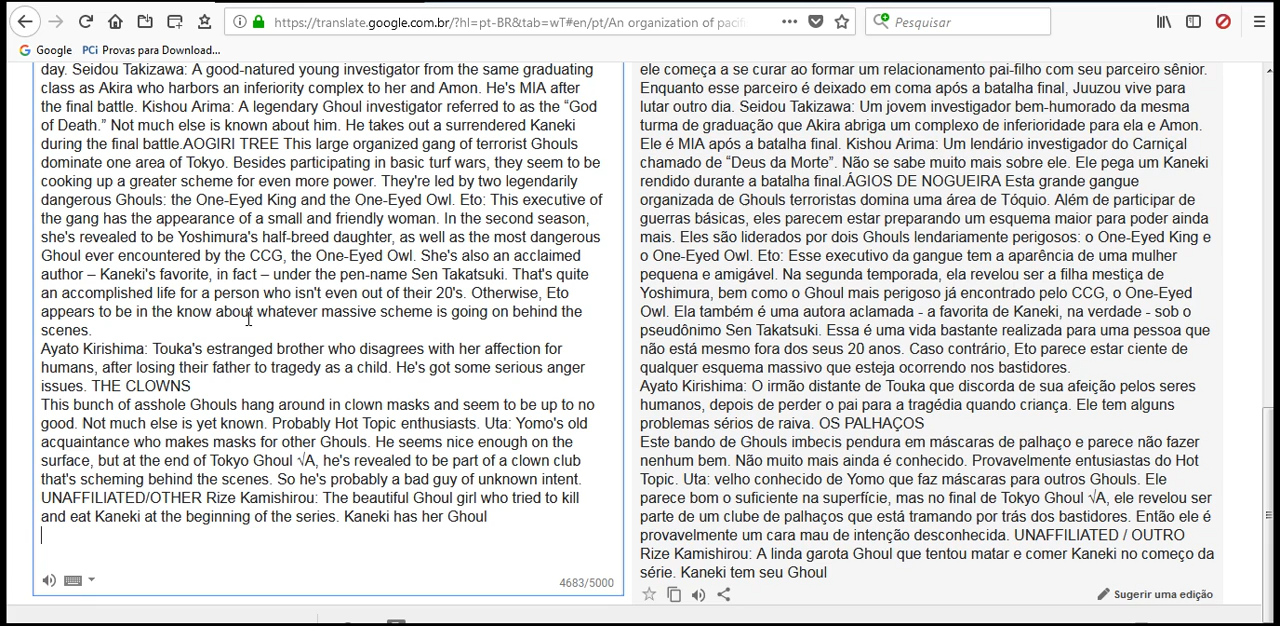 https://translate.google.com.br/?hl=pt-BR&tab=wT#en/pt/An organization of pacif
Pesquisar
Google
PCi Provas para Download...
day. Seidou Takizawa: A good-natured young investigator from the same graduating
class as Akira who harbors an inferiority complex to her and Amon. He's MIA after
the final battle. Kishou Arima: A legendary Ghoul investigator referred to as the “God
of Death.” Not much else is known about him. He takes out a surrendered Kaneki
during the final battle.AOGIRI TREE This large organized gang of terrorist Ghouls
dominate one area of Tokyo. Besides participating in basic turf wars, they seem to be
cooking up a greater scheme for even more power. They're led by two legendarily
dangerous Ghouls: the One-Eyed King and the One-Eyed Owl. Eto: This executive of
the gang has the appearance of a small and friendly woman. In the second season,
she's revealed to be Yoshimura's half-breed daughter, as well as the most dangerous
Ghoul ever encountered by the CCG, the One-Eyed Owl. She's also an acclaimed
author – Kaneki's favorite, in fact – under the pen-name Sen Takatsuki. That's quite
an accomplished life for a person who isn't even out of their 20's. Otherwise, Eto
appears to be in the know about whatever massive scheme is going on behind the
scenes.
Ayato Kirishima: Touka's estranged brother who disagrees with her affection for
humans, after losing their father to tragedy as a child. He's got some serious anger
issues. THE CLOWNS
This bunch of asshole Ghouls hang around in clown masks and seem to be up to no
good. Not much else is yet known. Probably Hot Topic enthusiasts. Uta: Yomo's old
acquaintance who makes masks for other Ghouls. He seems nice enough on the
surface, but at the end of Tokyo Ghoul √A, he's revealed to be part of a clown club
that's scheming behind the scenes. So he's probably a bad guy of unknown intent.
UNAFFILIATED/OTHER Rize Kamishirou: The beautiful Ghoul girl who tried to kill
and eat Kaneki at the beginning of the series. Kaneki has her Ghoul
4683/5000
ele começa a se curar ao formar um relacionamento pai-filho com seu parceiro sênior.
Enquanto esse parceiro é deixado em coma após a batalha final, Juuzou vive para
lutar outro dia. Seidou Takizawa: Um jovem investigador bem-humorado da mesma
turma de graduação que Akira abriga um complexo de inferioridade para ela e Amon.
Ele é MIA após a batalha final. Kishou Arima: Um lendário investigador do Carniçal
chamado de “Deus da Morte”. Não se sabe muito mais sobre ele. Ele pega um Kaneki
rendido durante a batalha final.ÁGIOS DE NOGUEIRA Esta grande gangue
organizada de Ghouls terroristas domina uma área de Tóquio. Além de participar de
guerras básicas, eles parecem estar preparando um esquema maior para poder ainda
mais. Eles são liderados por dois Ghouls lendariamente perigosos: o One-Eyed King e
o One-Eyed Owl. Eto: Esse executivo da gangue tem a aparência de uma mulher
pequena e amigável. Na segunda temporada, ela revelou ser a filha mestiça de
Yoshimura, bem como o Ghoul mais perigoso já encontrado pelo CCG, o One-Eyed
Owl. Ela também é uma autora aclamada - a favorita de Kaneki, na verdade - sob o
pseudônimo Sen Takatsuki. Essa é uma vida bastante realizada para uma pessoa que
não está mesmo fora dos seus 20 anos. Caso contrário, Eto parece estar ciente de
qualquer esquema massivo que esteja ocorrendo nos bastidores.
Ayato Kirishima: O irmão distante de Touka que discorda de sua afeição pelos seres
humanos, depois de perder o pai para a tragédia quando criança. Ele tem alguns
problemas sérios de raiva. OS PALHAÇOS
Este bando de Ghouls imbecis pendura em máscaras de palhaço e parece não fazer
nenhum bem. Não muito mais ainda é conhecido. Provavelmente entusiastas do Hot
Topic. Uta: velho conhecido de Yomo que faz máscaras para outros Ghouls. Ele
parece bom o suficiente na superfície, mas no final de Tokyo Ghoul √A, ele revelou ser
parte de um clube de palhaços que está tramando por trás dos bastidores. Então ele é
provavelmente um cara mau de intenção desconhecida. UNAFFILIATED / OUTRO
Rize Kamishirou: A linda garota Ghoul que tentou matar e comer Kaneki no começo da
série. Kaneki tem seu Ghoul
Sugerir uma edição